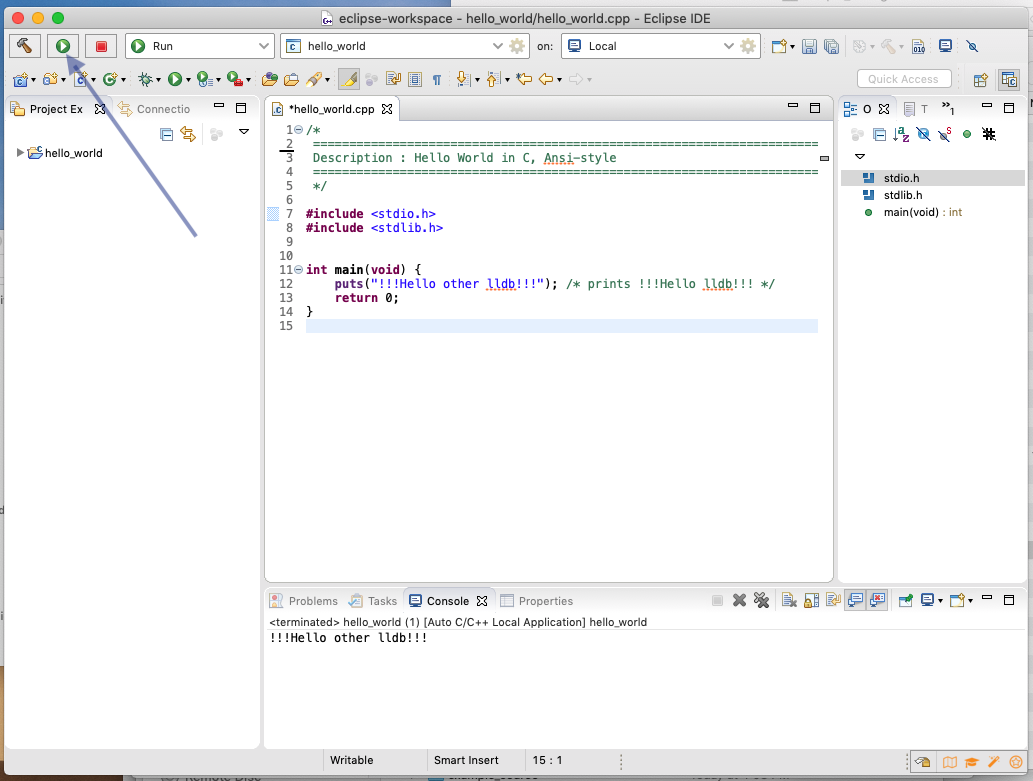 eclipse-workspace - hello_world/hello_world.cpp - Eclipse IDE
Run
hello_world
on:
Local
Quick Access
Project Ex
Connectio
*hello_world.cpp
O
T
1
hello_world
1 /*
2 ======================================================================
3 Description : Hello World in C, Ansi-style
4 ======================================================================
5 */
6
7 #include <stdio.h>
8 #include <stdlib.h>
9
10
11 int main(void) {
12 puts("!!!Hello other lldb!!!"); /* prints !!!Hello lldb!!! */
13 return 0;
14 }
15
stdio.h
stdlib.h
main(void) : int
Problems
Tasks
Console
Properties
<terminated> hello_world (1) [Auto C/C++ Local Application] hello_world
!!!Hello other lldb!!!
Writable
Smart Insert
15 : 1